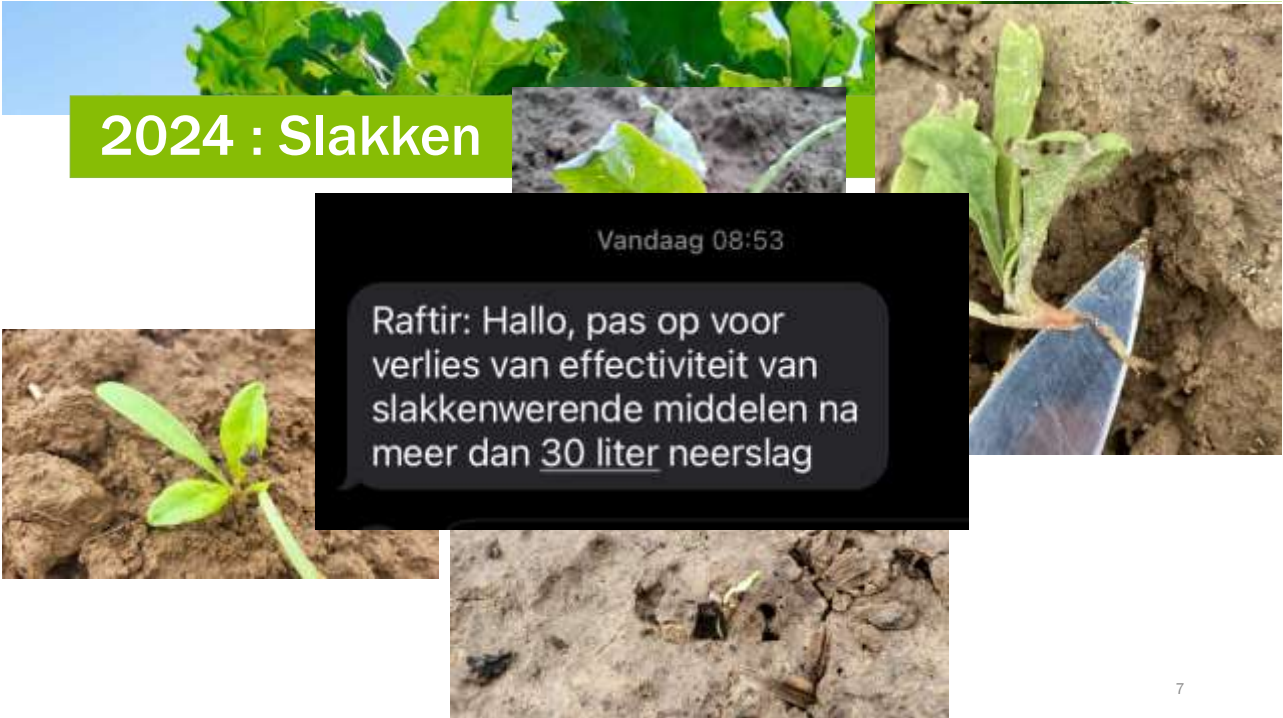 2024 : Slakken
Vandaag 08:53
Raftir: Hallo, pas op voor
verlies van effectiviteit van
slakkenwerende middelen na
meer dan 30 liter neerslag
7